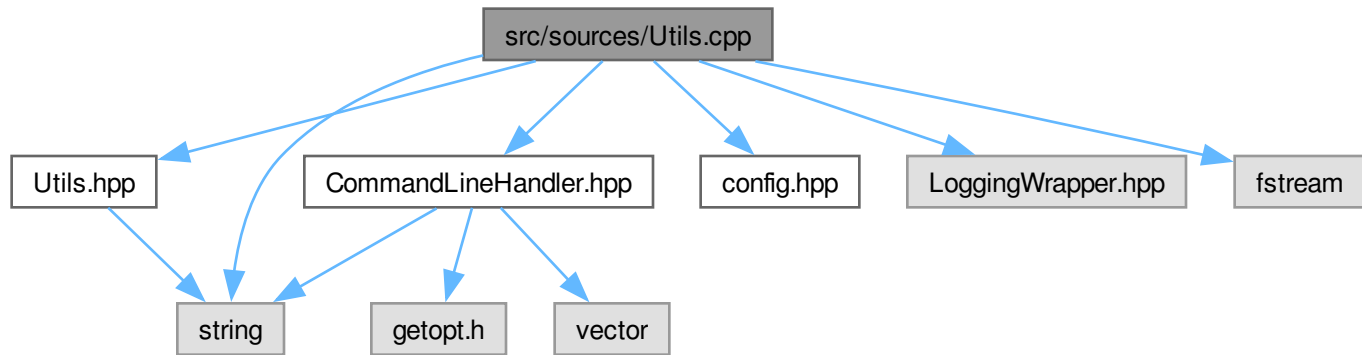 src/sources/Utils.cpp
Utils.hpp
CommandLineHandler.hpp
config.hpp
LoggingWrapper.hpp
fstream
string
getopt.h
vector